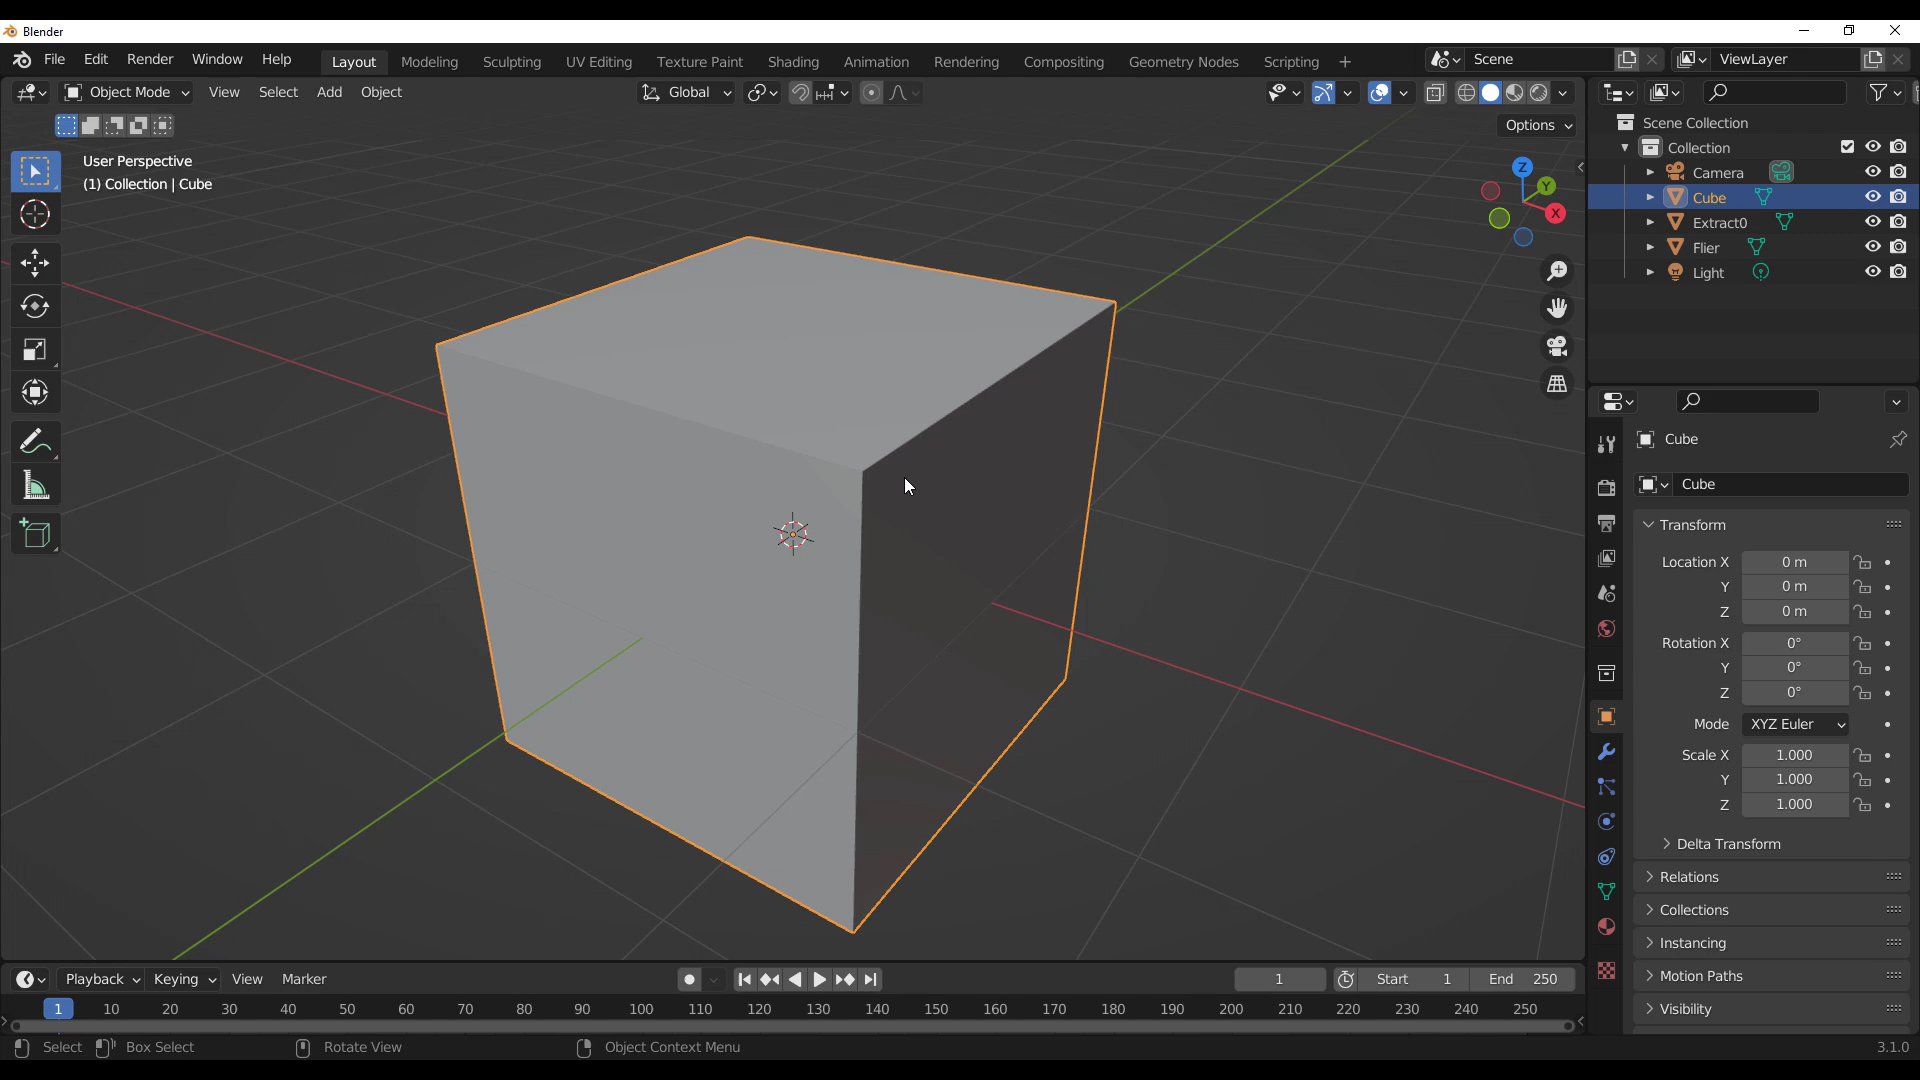 Blender
File Edit Render Window Help Layout Modeling Sculpting UV Editing Texture Paint Shading Animation Rendering Compositing Geometry Nodes Scripting + Scene ViewLayer
Object Mode View Select Add Object Global
Options
User Perspective
(1) Collection | Cube
Z
Y
X
Scene Collection
Collection
Camera
Cube
Extract0
Flier
Light
Cube
Cube
Transform
Location X 0 m
Y 0 m
Z 0 m
Rotation X 0°
Y 0°
Z 0°
Mode XYZ Euler
Scale X 1.000
Y 1.000
Z 1.000
Delta Transform
Relations
Collections
Instancing
Motion Paths
Visibility
Playback Keying View Marker 1 Start 1 End 250
1 10 20 30 40 50 60 70 80 90 100 110 120 130 140 150 160 170 180 190 200 210 220 230 240 250
Select Box Select Rotate View Object Context Menu 3.1.0